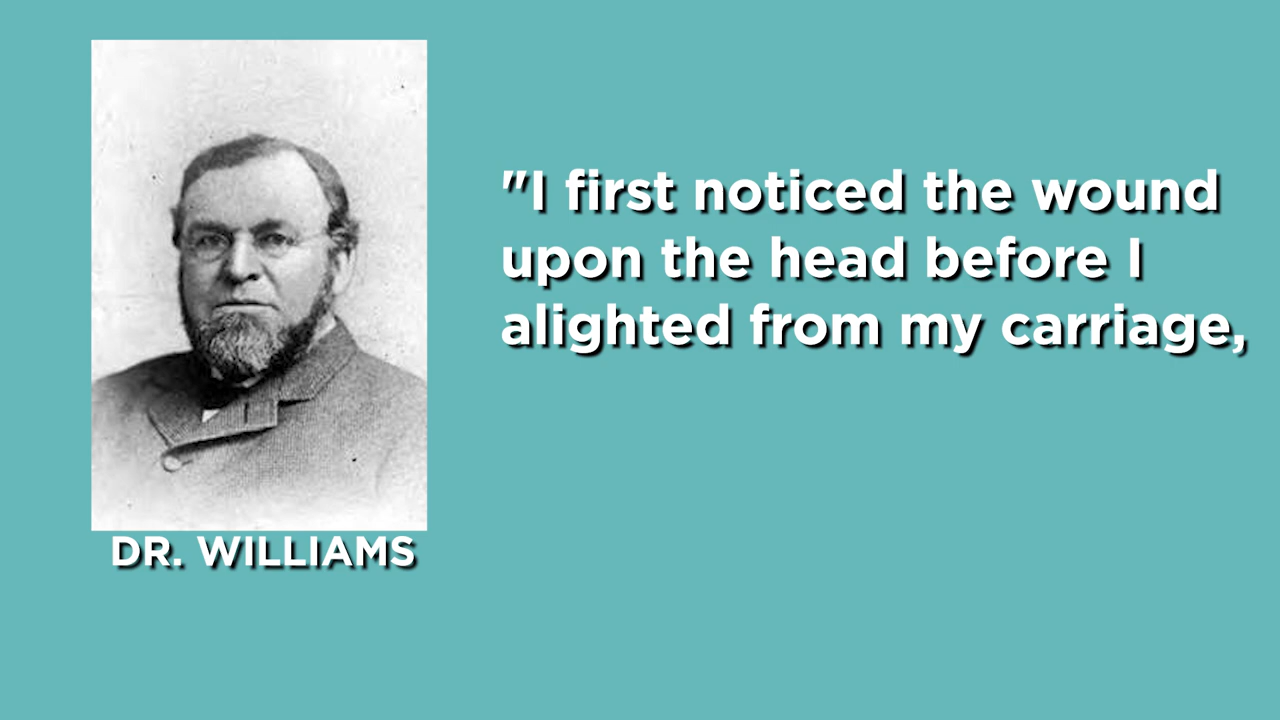 "I first noticed the wound
upon the head before I
alighted from my carriage,
DR. WILLIAMS